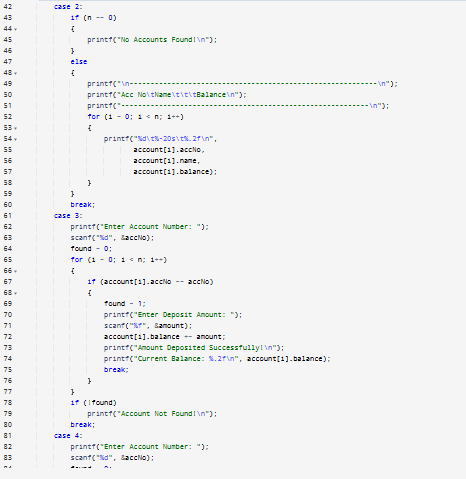 42 case 2:
43 if (n == 0)
44 {
45 printf("No Accounts Found!\n");
46 }
47 else
48 {
49 printf("\n------------------------------------------------------------\n");
50 printf("Acc No\tName\t\t\tBalance\n");
51 printf("------------------------------------------------------------\n");
52 for (i = 0; i < n; i++)
53 {
54 printf("%d\t%-20s\t%.2f\n",
55 account[i].accNo,
56 account[i].name,
57 account[i].balance);
58 }
59 }
60 break;
61 case 3:
62 printf("Enter Account Number: ");
63 scanf("%d", &accNo);
64 found = 0;
65 for (i = 0; i < n; i++)
66 {
67 if (account[i].accNo == accNo)
68 {
69 found = 1;
70 printf("Enter Deposit Amount: ");
71 scanf("%f", &amount);
72 account[i].balance += amount;
73 printf("Amount Deposited Successfully!\n");
74 printf("Current Balance: %.2f\n", account[i].balance);
75 break;
76 }
77 }
78 if (!found)
79 printf("Account Not Found!\n");
80 break;
81 case 4:
82 printf("Enter Account Number: ");
83 scanf("%d", &accNo);